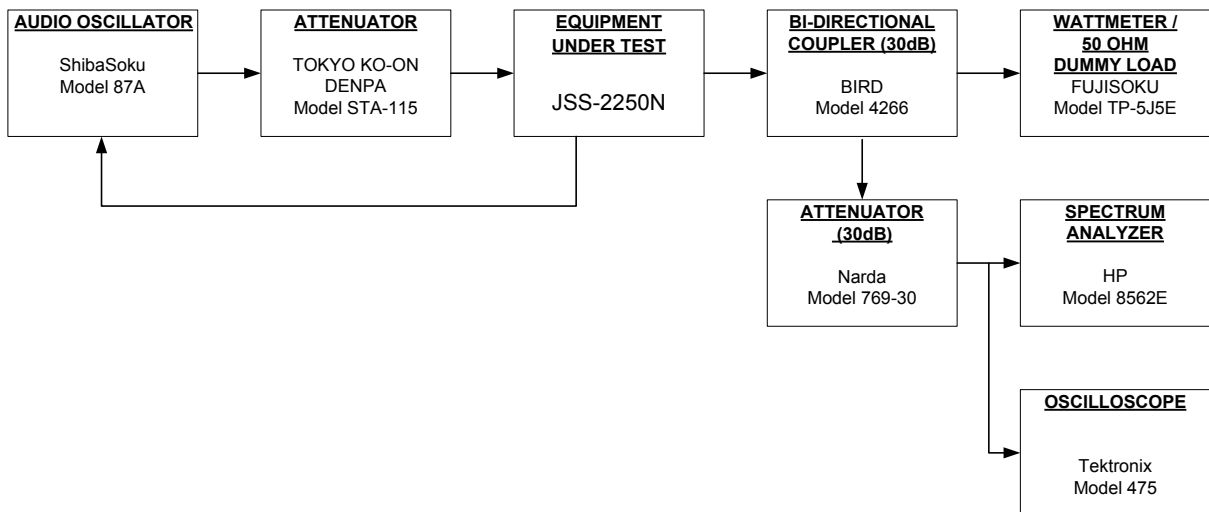 AUDIO OSCILLATOR
ShibaSoku
Model 87A
ATTENUATOR
TOKYO KO-ON
DENPA
Model STA-115
EQUIPMENT
UNDER TEST
JSS-2250N
BI-DIRECTIONAL
COUPLER (30dB)
BIRD
Model 4266
WATTMETER /
50 OHM
DUMMY LOAD
FUJISOKU
Model TP-5J5E
ATTENUATOR
(30dB)
Narda
Model 769-30
SPECTRUM
ANALYZER
HP
Model 8562E
OSCILLOSCOPE
Tektronix
Model 475